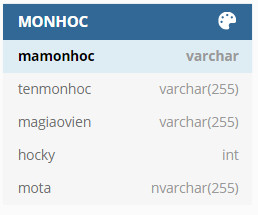 MONHOC
mamonhoc varchar
tenmonhoc varchar(255)
magiaovien varchar(255)
hocky int
mota nvarchar(255)